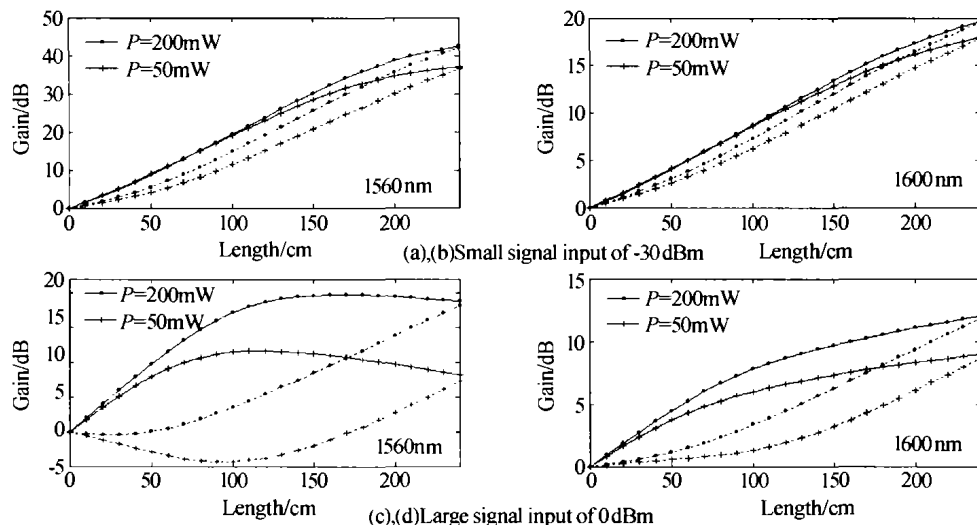 50
40
30
20
10
0
Gain/dB
P=200mW
P=50mW
1560nm
0 50 100 150 200
Length/cm
20
15
10
5
0
Gain/dB
P=200mW
P=50mW
1600nm
0 50 100 150 200
Length/cm
(a),(b)Small signal input of -30dBm
20
15
10
5
0
-5
Gain/dB
P=200mW
P=50mW
1560nm
0 50 100 150 200
Length/cm
15
10
5
0
Gain/dB
P=200mW
P=50mW
1600nm
0 50 100 150 200
Length/cm
(c),(d)Large signal input of 0dBm